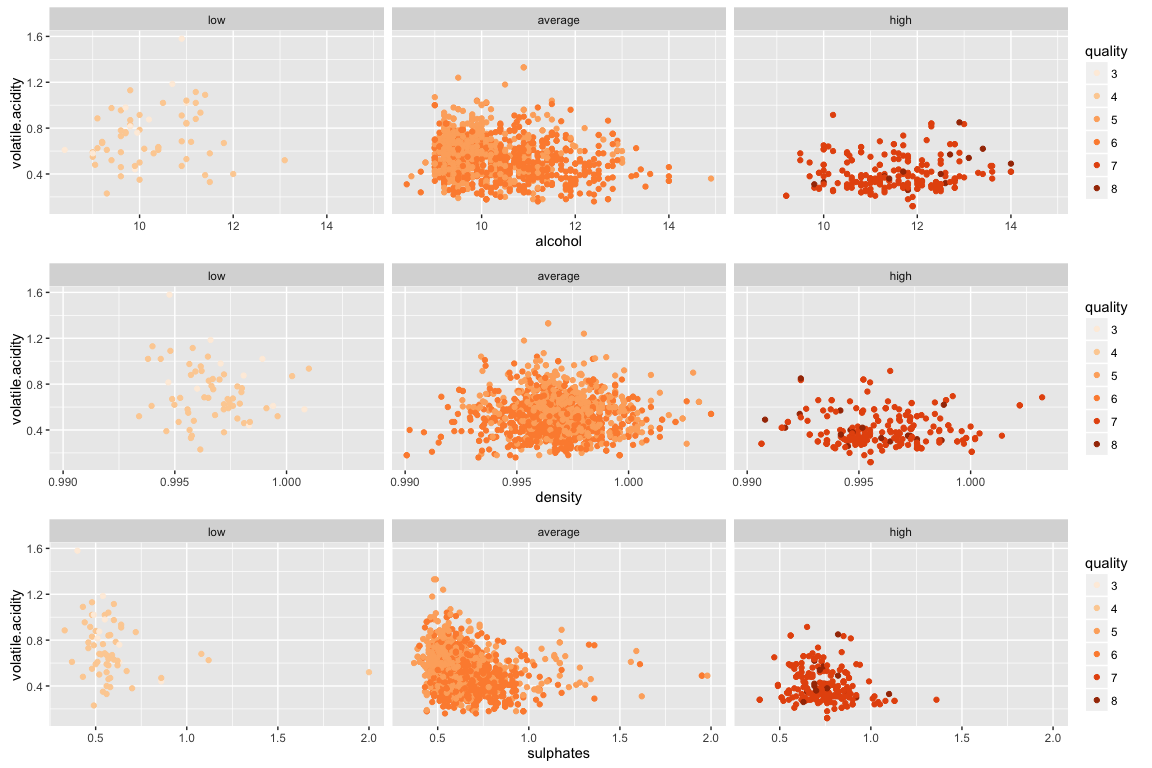 low average high
1.6
1.2
0.8
0.4
volatile.acidity
10 12 14 10 12 14 10 12 14
alcohol
quality
3
4
5
6
7
8
low average high
1.6
1.2
0.8
0.4
volatile.acidity
0.990 0.995 1.000 0.990 0.995 1.000 0.990 0.995 1.000
density
quality
3
4
5
6
7
8
low average high
1.6
1.2
0.8
0.4
volatile.acidity
0.5 1.0 1.5 2.0 0.5 1.0 1.5 2.0 0.5 1.0 1.5 2.0
sulphates
quality
3
4
5
6
7
8